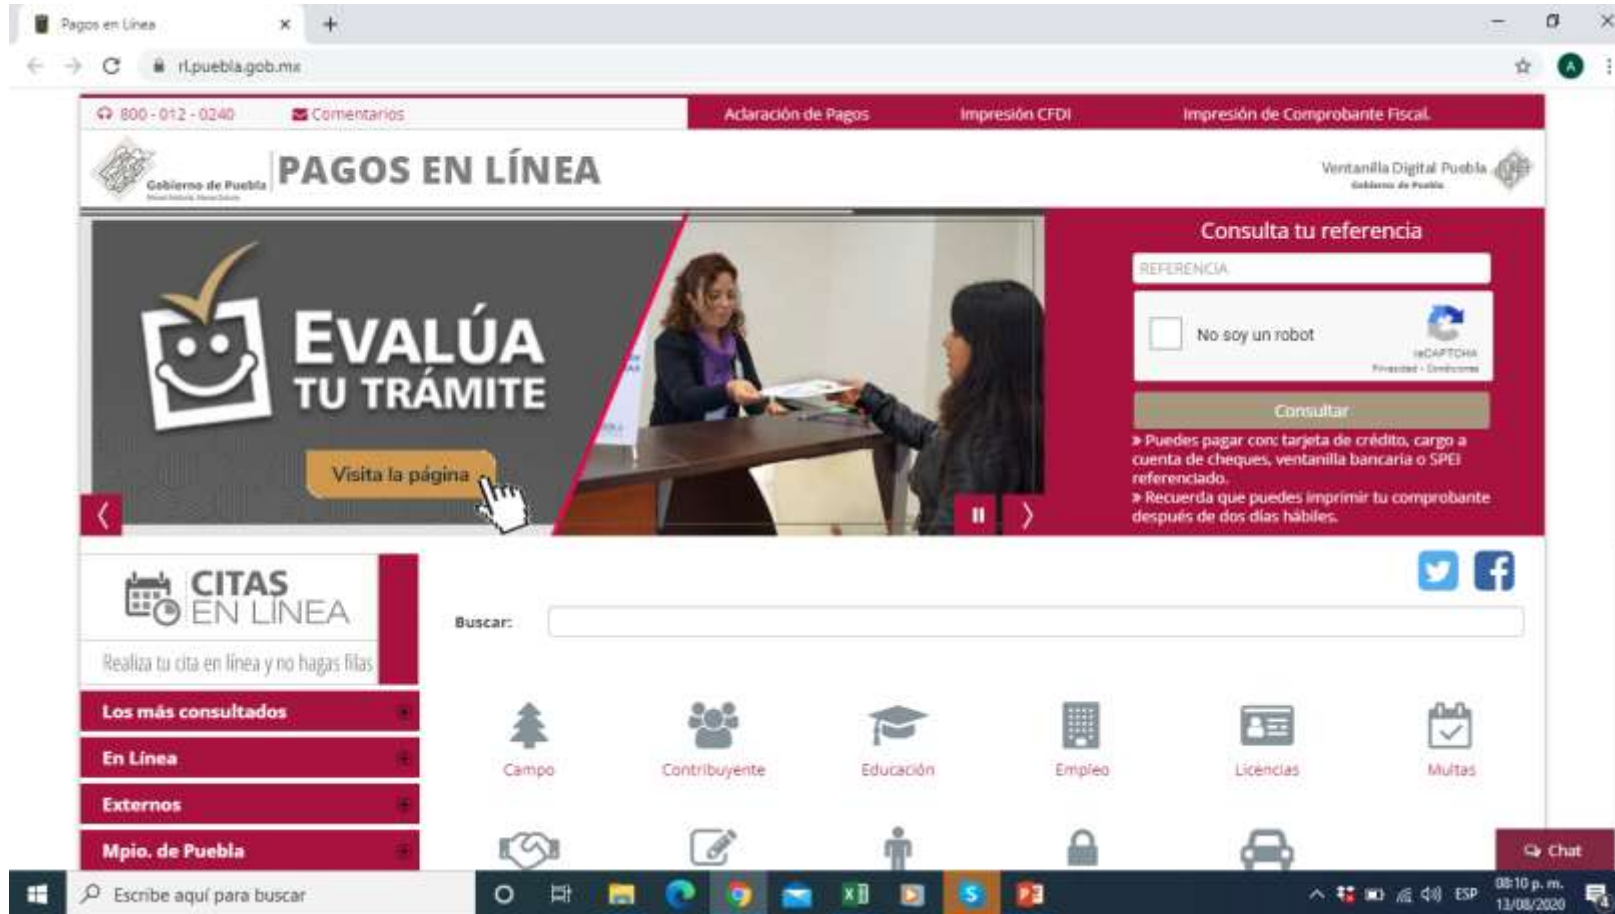 Pagos en Línea
rl.puebla.gob.mx
A
800 - 012 - 0240
Comentarios
Aclaración de Pagos
Impresión CFDI
Impresión de Comprobante Fiscal.
Gobierno de Puebla
PAGOS EN LÍNEA
Ventanilla Digital Puebla
Gobierno de Puebla
EVALÚA
TU TRÁMITE
Visita la página
Consulta tu referencia
REFERENCIA
No soy un robot
reCAPTCHA
Privacidad - Condiciones
Consultar
» Puedes pagar con: tarjeta de crédito, cargo a
cuenta de cheques, ventanilla bancaria o SPEI
referenciado.
» Recuerda que puedes imprimir tu comprobante
después de dos días hábiles.
CITAS
EN LÍNEA
Realiza tu cita en línea y no hagas filas
Buscar:
Los más consultados
En Línea
Externos
Mpio. de Puebla
Campo
Contribuyente
Educación
Empleo
Licencias
Multas
Chat
Escribe aquí para buscar
ESP
08:10 p. m.
13/08/2020